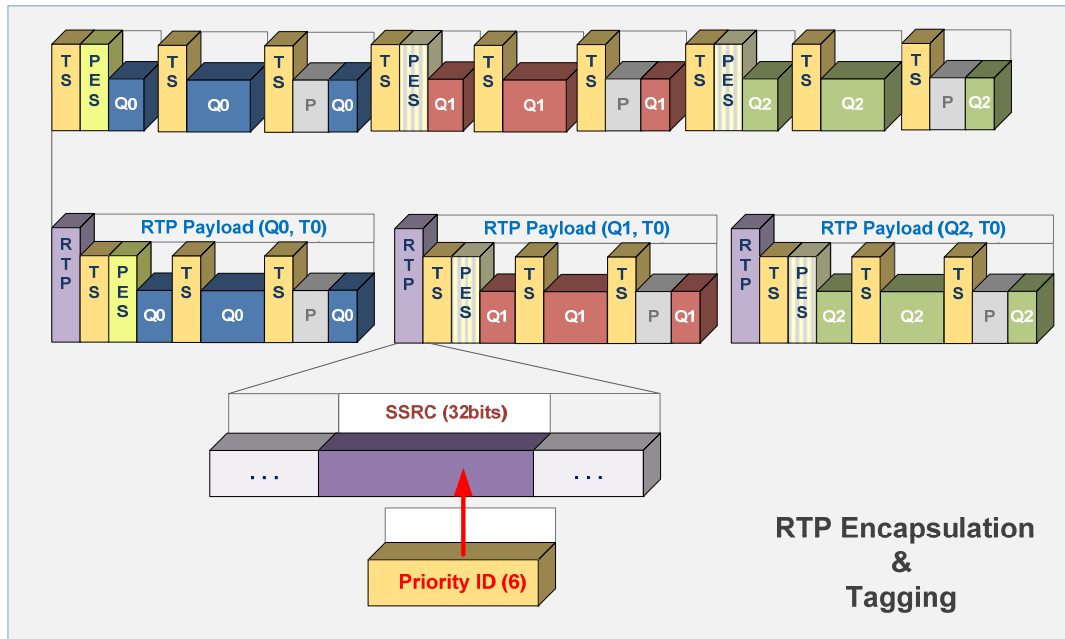 TS PES Q0 TS Q0 TS P Q0 TS PES Q1 TS Q1 TS P Q1 TS PES Q2 TS Q2 TS P Q2
RTP Payload (Q0, T0) RTP Payload (Q1, T0) RTP Payload (Q2, T0)
RTP TS PES Q0 TS Q0 TS P Q0 RTP TS PES Q1 TS Q1 TS P Q1 RTP TS PES Q2 TS Q2 TS P Q2
SSRC (32bits)
... ...
Priority ID (6)
RTP Encapsulation
&
Tagging